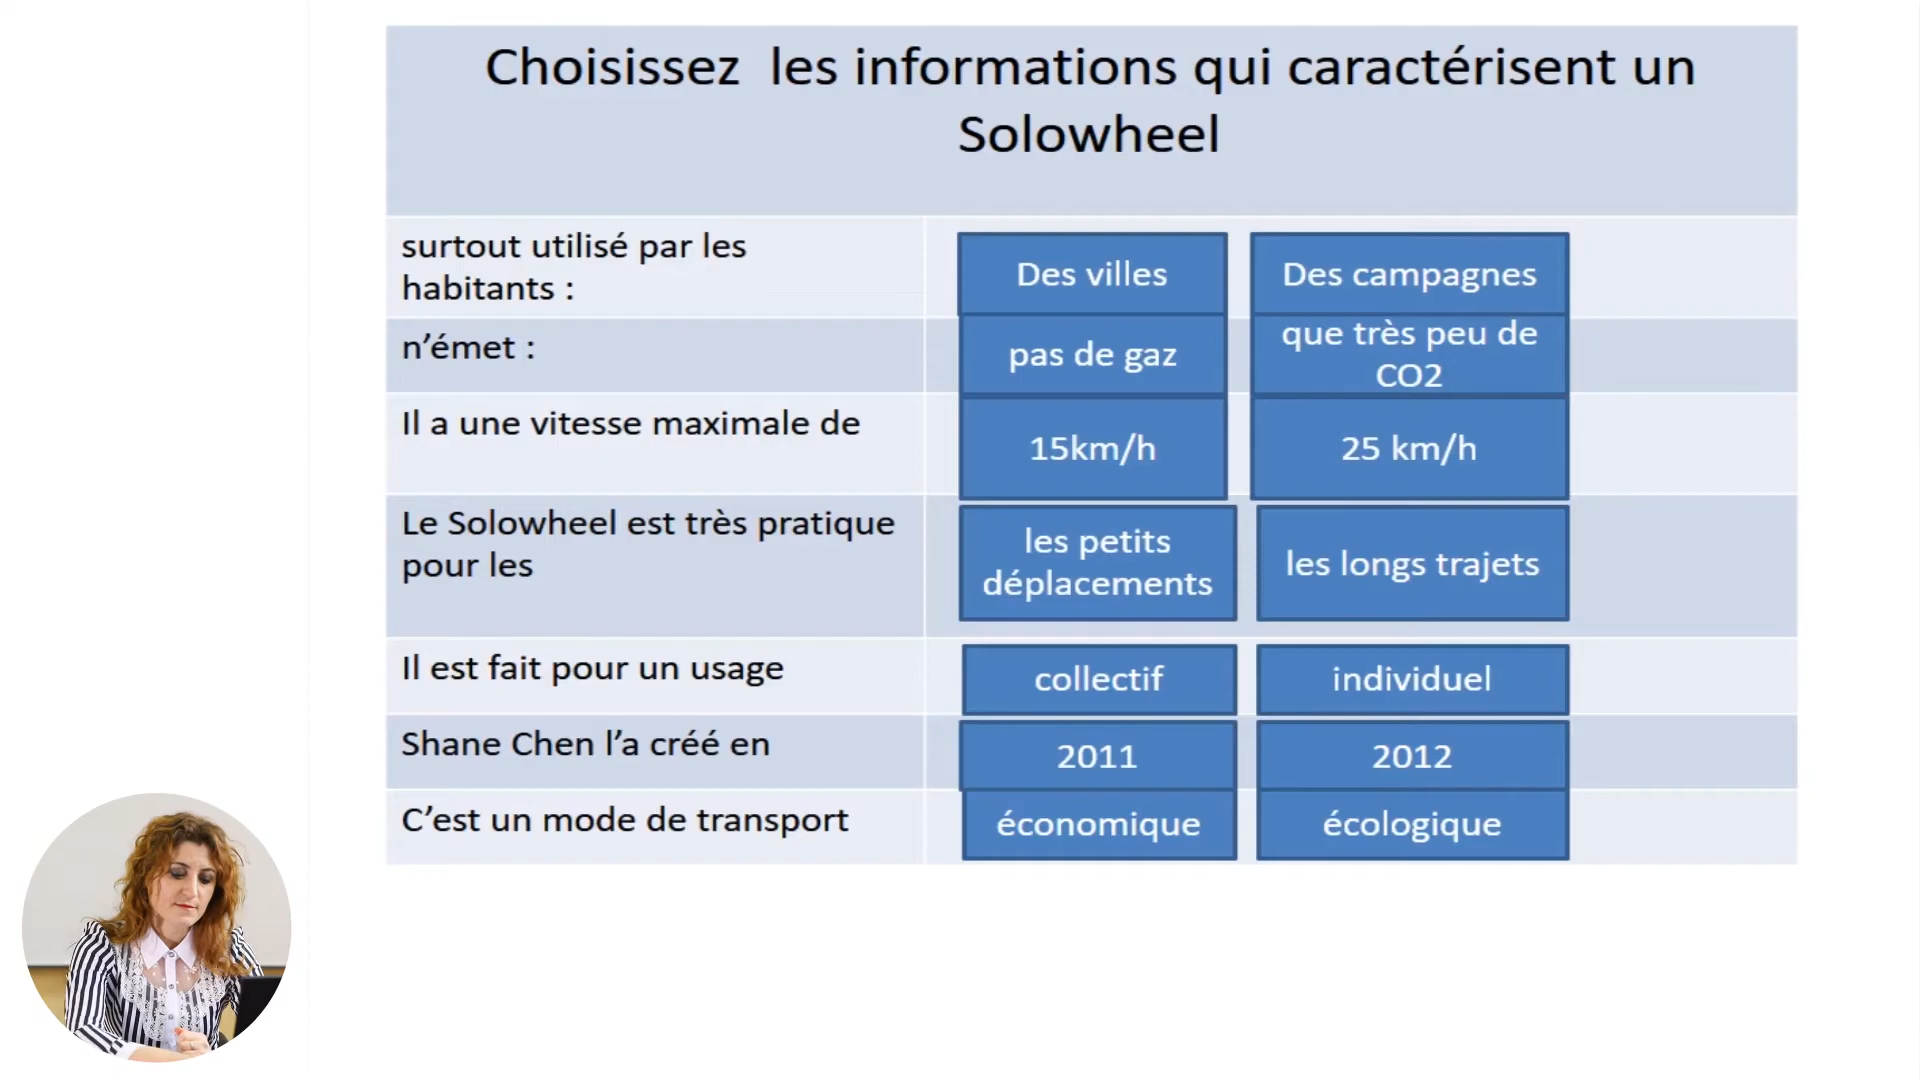 Choisissez les informations qui caractérisent un
Solowheel
surtout utilisé par les
habitants :
Des villes
Des campagnes
n’émet :
pas de gaz
que très peu de
CO2
Il a une vitesse maximale de
15km/h
25 km/h
Le Solowheel est très pratique
pour les
les petits
déplacements
les longs trajets
Il est fait pour un usage
collectif
individuel
Shane Chen l’a créé en
2011
2012
C’est un mode de transport
économique
écologique